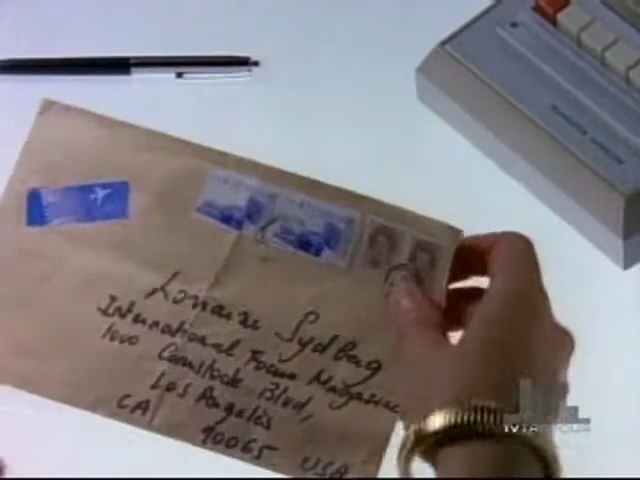 Lorraine Sydberg
International Focus Magazine
1000 Comstock Blvd,
Los Angeles
CA
90065 USA